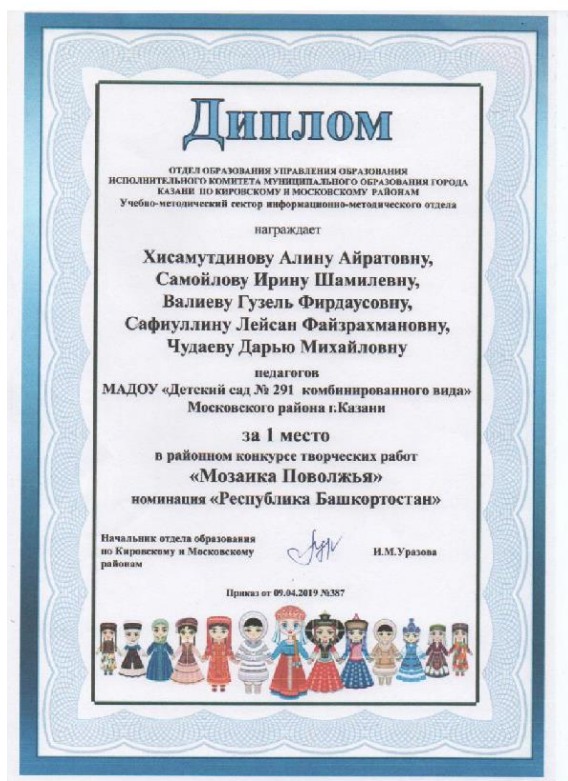 Диплом
ОТДЕЛ ОБРАЗОВАНИЯ УПРАВЛЕНИЯ ОБРАЗОВАНИЯ
ИСПОЛНИТЕЛЬНОГО КОМИТЕТА МУНИЦИПАЛЬНОГО ОБРАЗОВАНИЯ ГОРОДА
КАЗАНИ ПО КИРОВСКОМУ И МОСКОВСКОМУ РАЙОНАМ
Учебно-методический сектор информационно-методического отдела
награждает
Хисамутдинову Алину Айратовну,
Самойлову Ирину Шамилевну,
Валиеву Гузель Фирдаусовну,
Сафиуллину Лейсан Файзрахмановну,
Чудаеву Дарью Михайловну
педагогов
МАДОУ «Детский сад № 291 комбинированного вида»
Московского района г.Казани
за 1 место
в районном конкурсе творческих работ
«Мозаика Поволжья»
номинация «Республика Башкортостан»
Начальник отдела образования
по Кировскому и Московскому
районам
И.М.Уразова
Приказ от 09.04.2019 №387